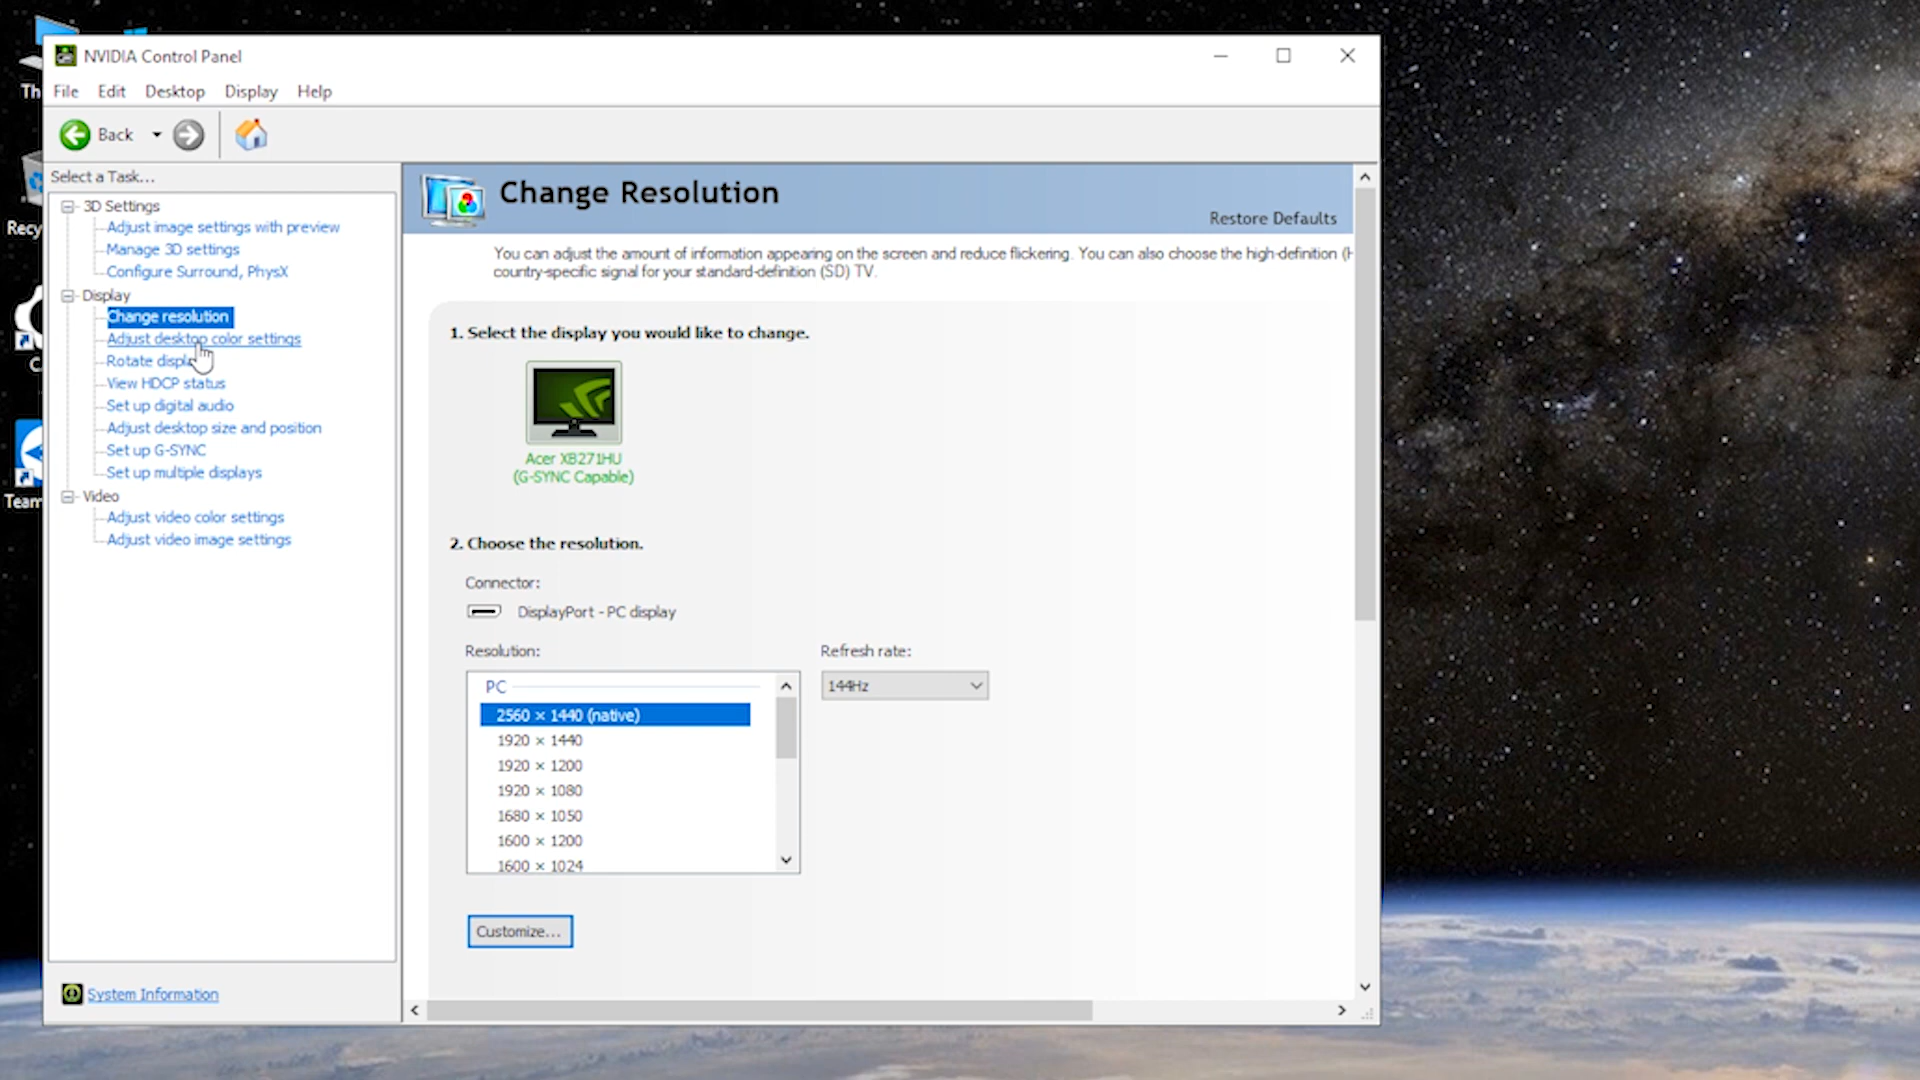 NVIDIA Control Panel
File Edit Desktop Display Help
Back
Select a Task...
3D Settings
Adjust image settings with preview
Manage 3D settings
Configure Surround, PhysX
Display
Change resolution
Adjust desktop color settings
Rotate displ
View HDCP status
Set up digital audio
Adjust desktop size and position
Set up G-SYNC
Set up multiple displays
Video
Adjust video color settings
Adjust video image settings
System Information
Change Resolution
Restore Defaults
You can adjust the amount of information appearing on the screen and reduce flickering. You can also choose the high-definition (H
country-specific signal for your standard-definition (SD) TV.
1. Select the display you would like to change.
Acer XB271HU
(G-SYNC Capable)
2. Choose the resolution.
Connector:
DisplayPort - PC display
Resolution:
Refresh rate:
PC
144Hz
2560 × 1440 (native)
1920 × 1440
1920 × 1200
1920 × 1080
1680 × 1050
1600 × 1200
1600 × 1024
Customize...
Th
Recy
C
Team